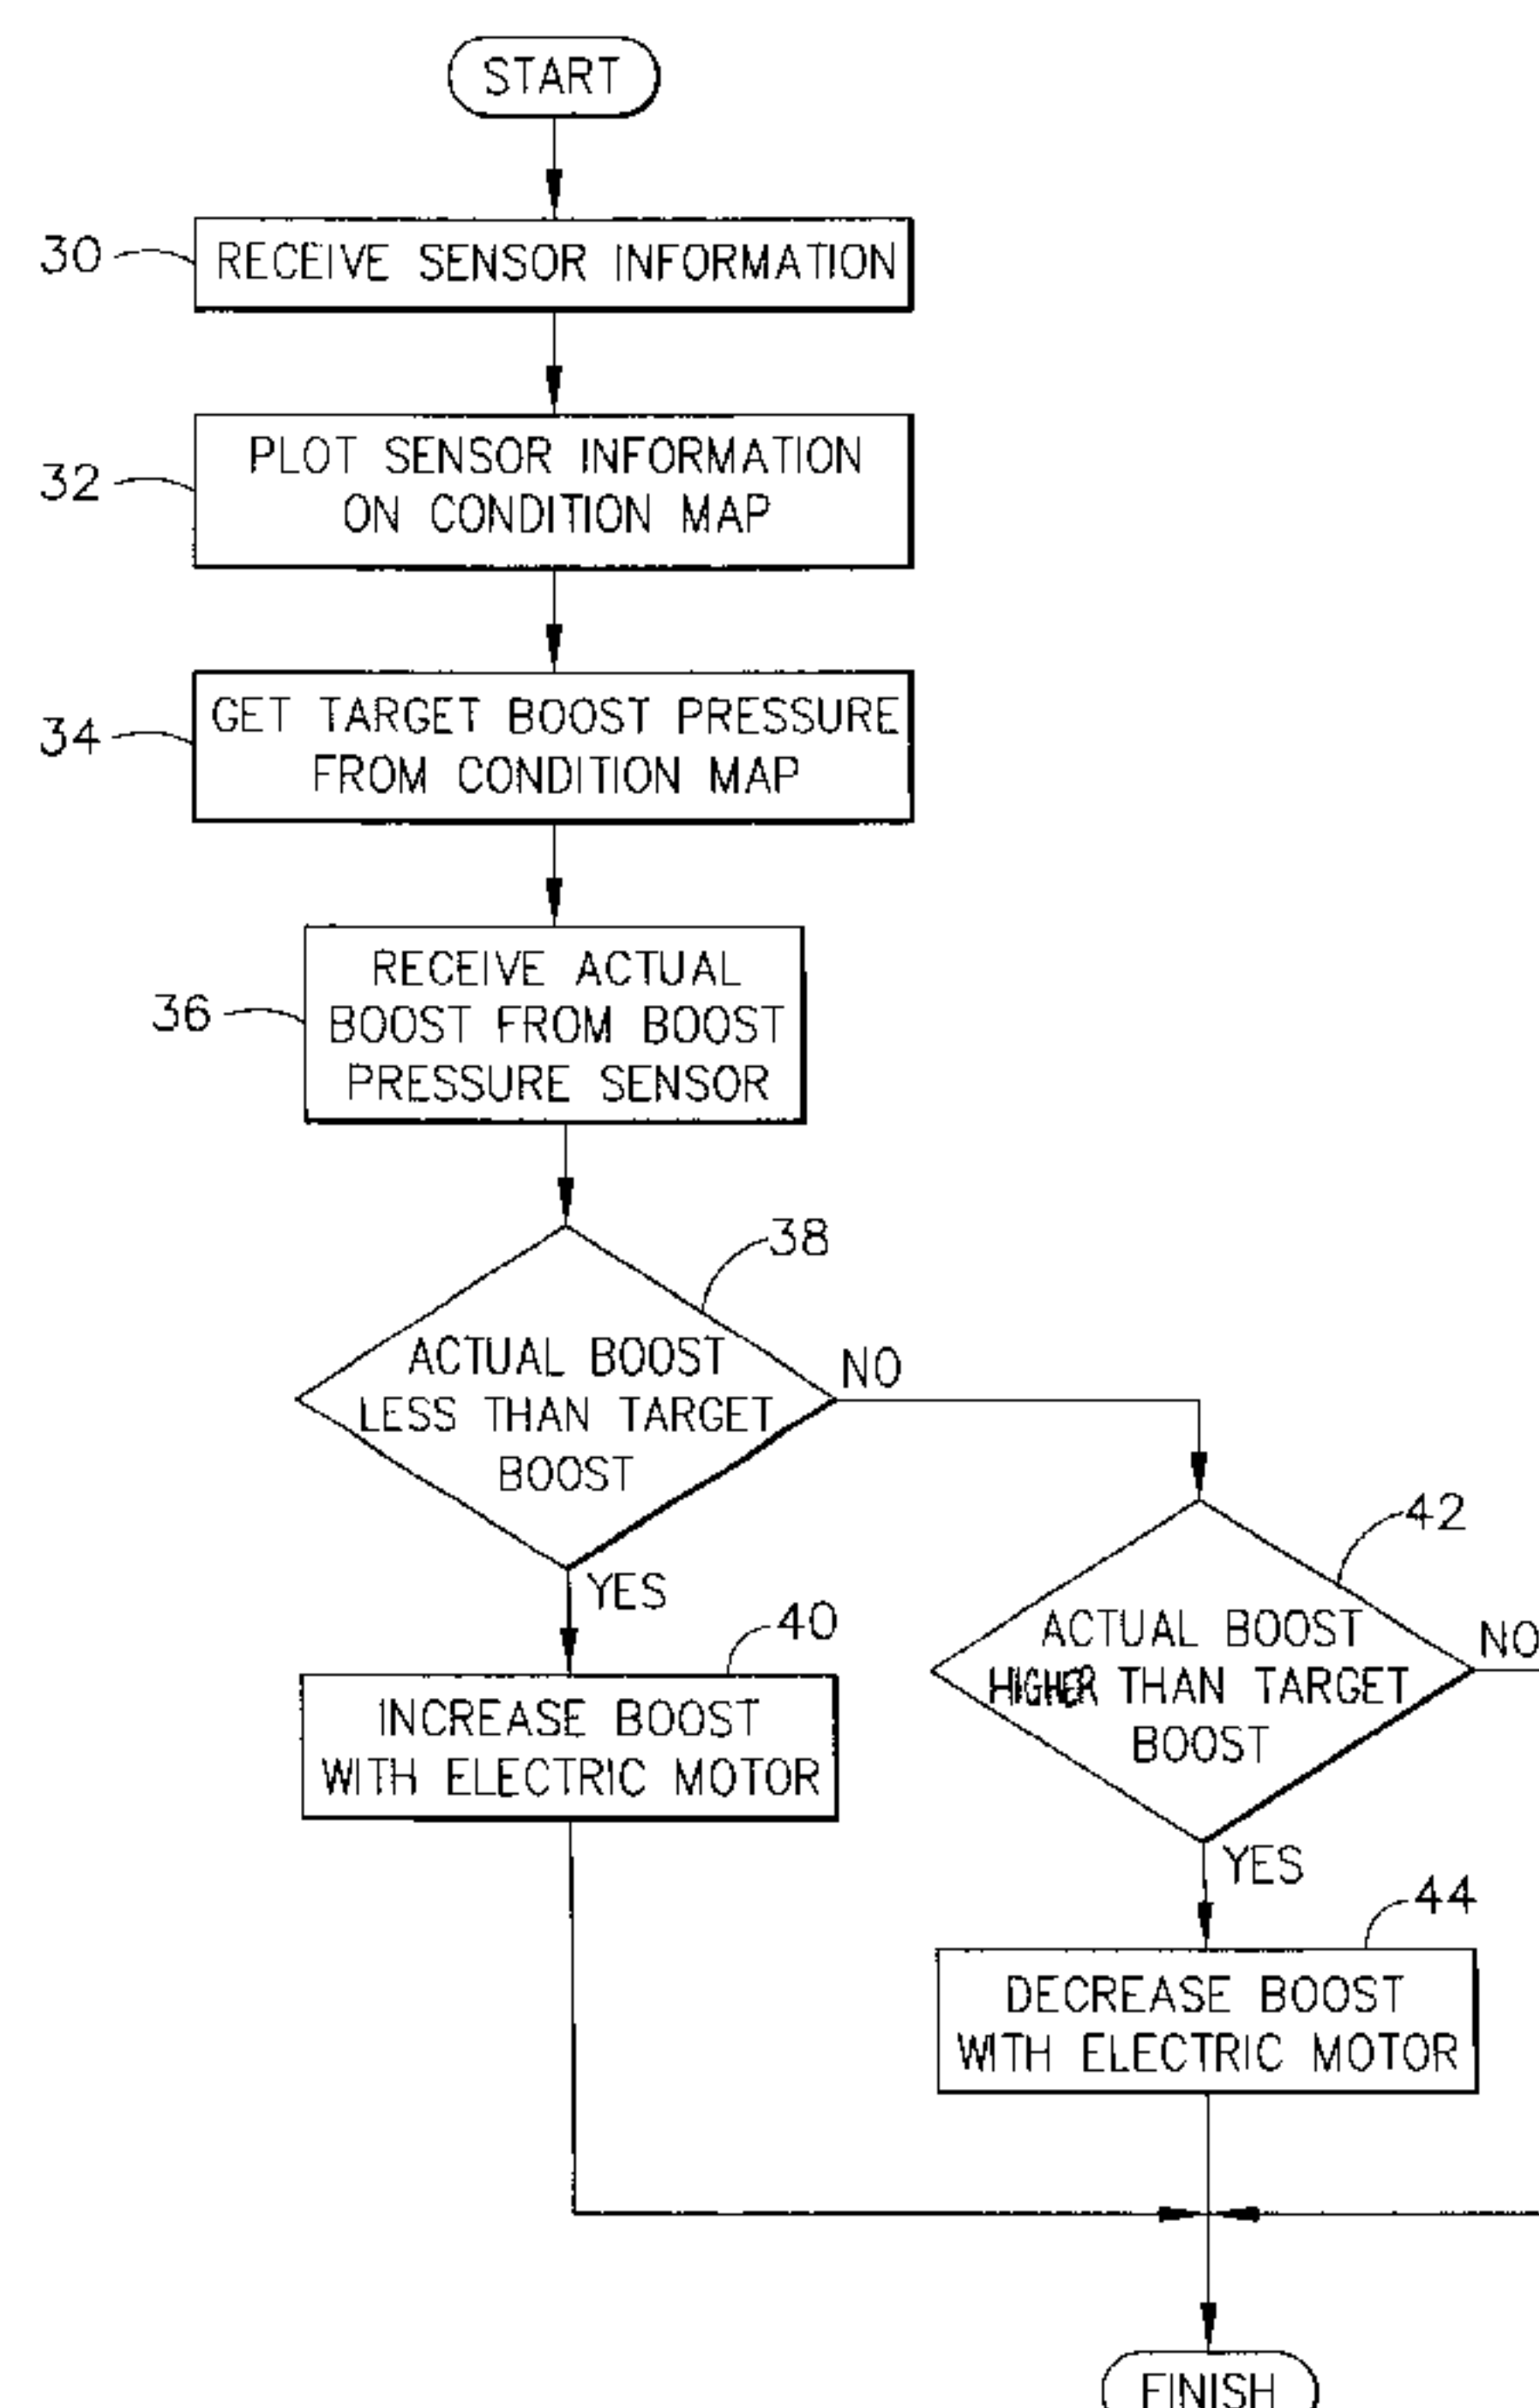 START
30
RECEIVE SENSOR INFORMATION
32
PLOT SENSOR INFORMATION
ON CONDITION MAP
34
GET TARGET BOOST PRESSURE
FROM CONDITION MAP
36
RECEIVE ACTUAL
BOOST FROM BOOST
PRESSURE SENSOR
38
ACTUAL BOOST
LESS THAN TARGET
BOOST
NO
YES
40
INCREASE BOOST
WITH ELECTRIC MOTOR
42
ACTUAL BOOST
HIGHER THAN TARGET
BOOST
NO
YES
44
DECREASE BOOST
WITH ELECTRIC MOTOR
FINISH